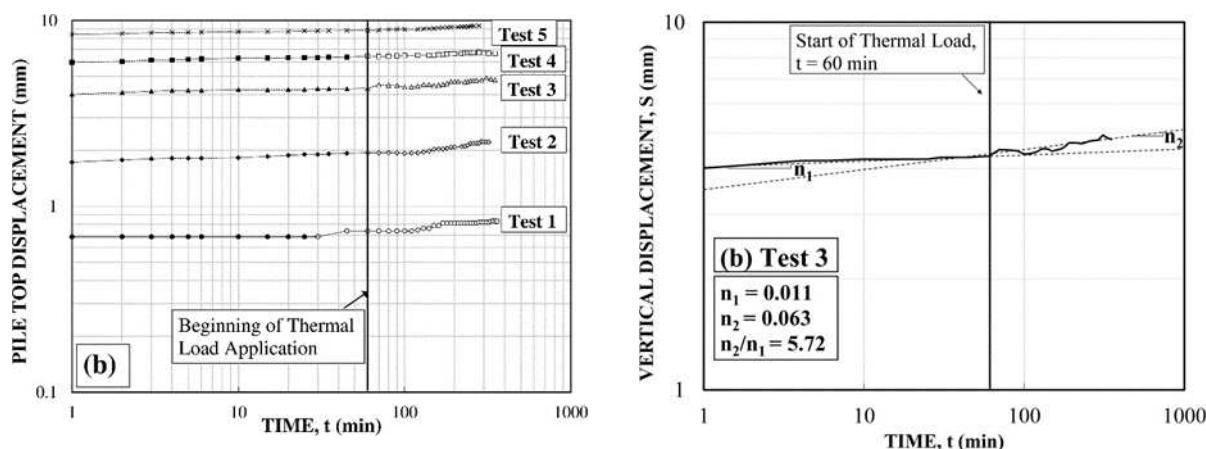 PILE TOP DISPLACEMENT (mm)
10
1
0.1
Test 5
Test 4
Test 3
Test 2
Test 1
Beginning of Thermal
Load Application
(b)
1
10
100
1000
TIME, t (min)
VERTICAL DISPLACEMENT, S (mm)
10
1
Start of Thermal Load,
t = 60 min
n₁
n₂
(b) Test 3
n₁ = 0.011
n₂ = 0.063
n₂/n₁ = 5.72
1
10
100
1000
TIME, t (min)